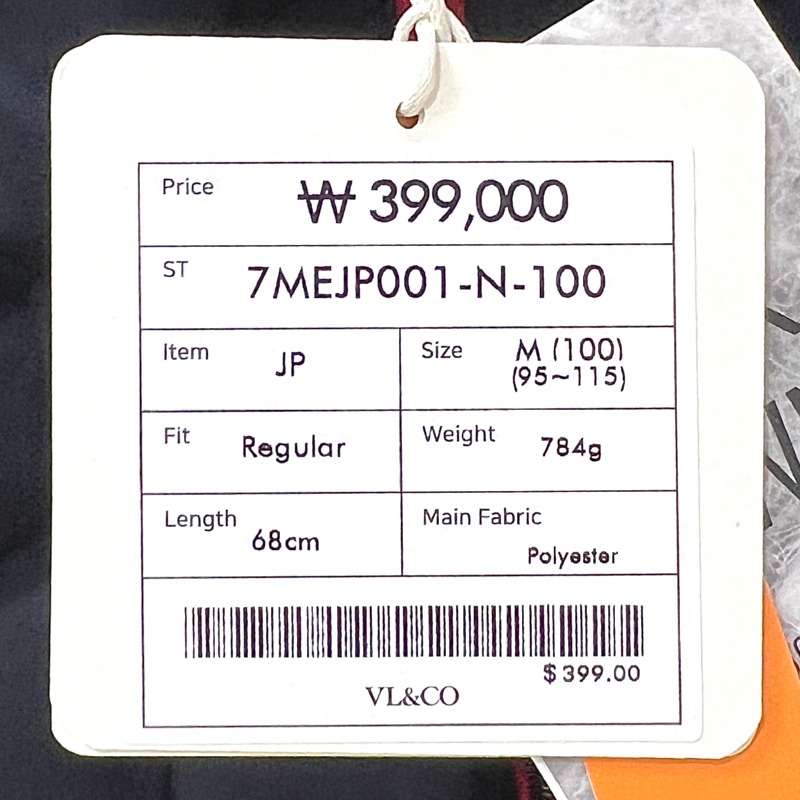 Price ₩ 399,000
ST 7MEJP001-N-100
Item JP
Size M (100)
(95~115)
Fit Regular
Weight 784g
Length 68cm
Main Fabric
Polyester
$ 399.00
VL&CO